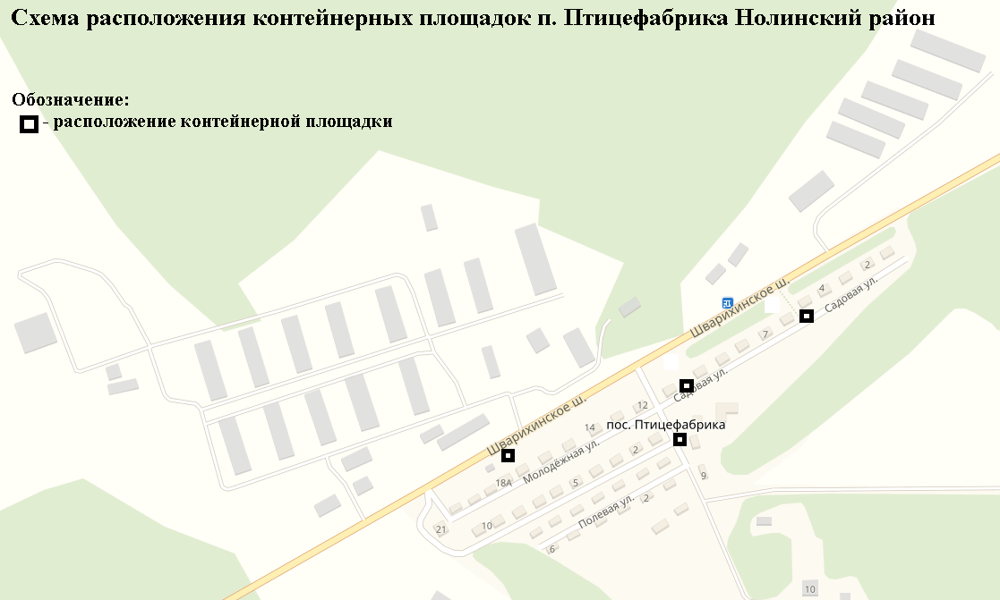 Схема расположения контейнерных площадок п. Птицефабрика Нолинский район
Обозначение:
- расположение контейнерной площадки
2
4
Садовая ул.
Шварихинское ш.
7
Садовая ул.
12
Шварихинское ш.
14
пос. Птицефабрика
Молодёжная ул.
2
18А
5
9
Полевая ул.
2
21
10
6
10